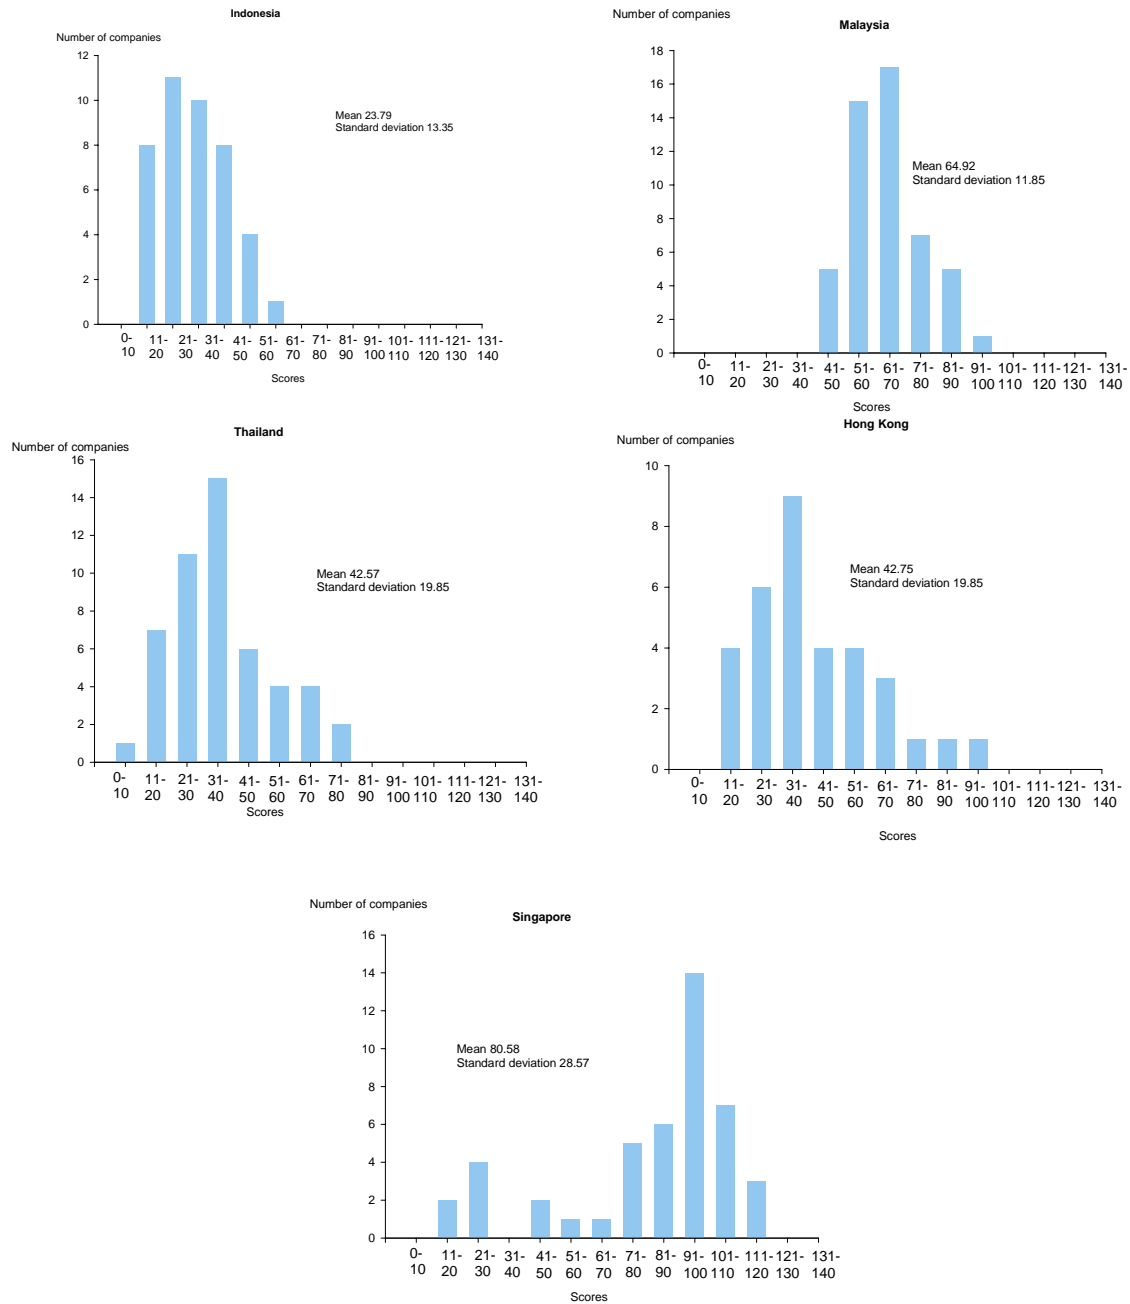 Indonesia
Number of companies
12
10
8
6
4
2
0
Mean 23.79
Standard deviation 13.35
0- 11- 21- 31- 41- 51- 61- 71- 81- 91- 101- 111- 121- 131-
10 20 30 40 50 60 70 80 90 100 110 120 130 140
Scores
Number of companies
Malaysia
18
16
14
12
10
8
6
4
2
0
Mean 64.92
Standard deviation 11.85
0- 11- 21- 31- 41- 51- 61- 71- 81- 91- 101- 111- 121- 131-
10 20 30 40 50 60 70 80 90 100 110 120 130 140
Scores
Thailand
Number of companies
16
14
12
10
8
6
4
2
0
Mean 42.57
Standard deviation 19.85
0- 11- 21- 31- 41- 51- 61- 71- 81- 91- 101- 111- 121- 131-
10 20 30 40 50 60 70 80 90 100 110 120 130 140
Scores
Hong Kong
Number of companies
10
8
6
4
2
0
Mean 42.75
Standard deviation 19.85
0- 11- 21- 31- 41- 51- 61- 71- 81- 91- 101- 111- 121- 131-
10 20 30 40 50 60 70 80 90 100 110 120 130 140
Scores
Number of companies
Singapore
16
14
12
10
8
6
4
2
0
Mean 80.58
Standard deviation 28.57
0- 11- 21- 31- 41- 51- 61- 71- 81- 91- 101- 111- 121- 131-
10 20 30 40 50 60 70 80 90 100 110 120 130 140
Scores